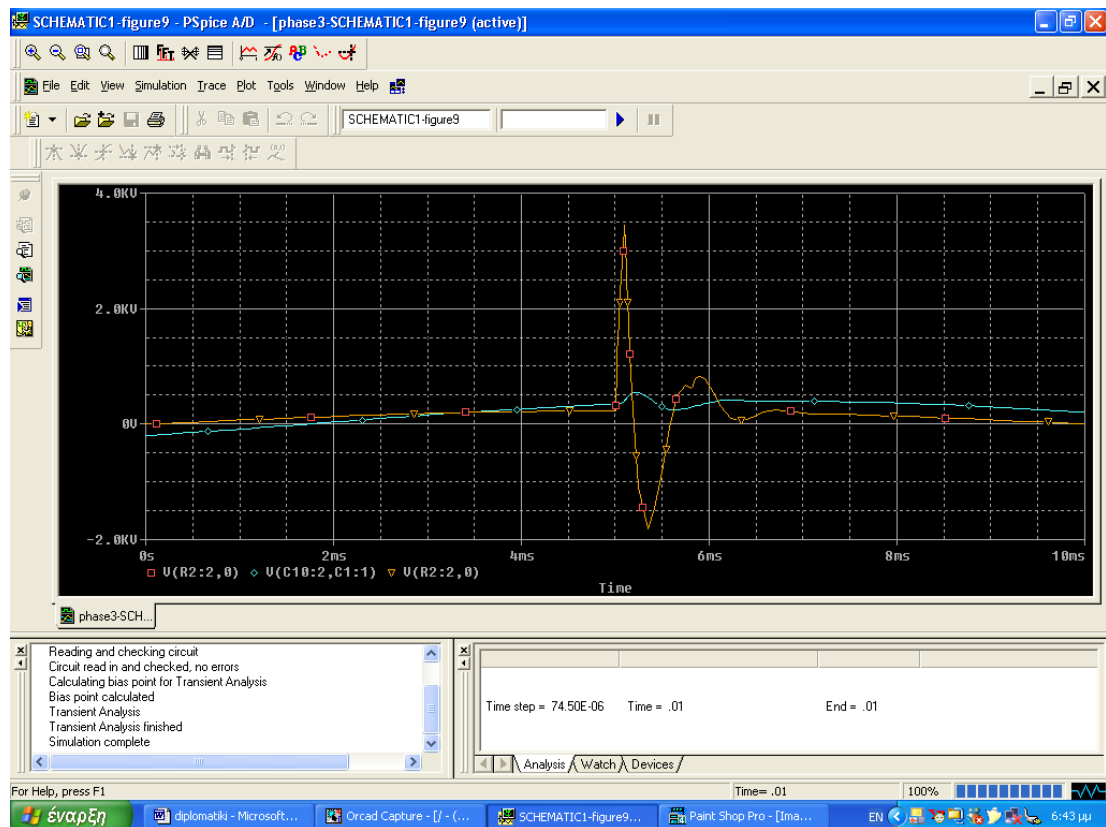 SCHEMATIC1-figure9 - PSpice A/D - [phase3-SCHEMATIC1-figure9 (active)]
FFT
File Edit View Simulation Trace Plot Tools Window Help
SCHEMATIC1-figure9
4.0KV
2.0KV
0V
-2.0KV
0s 2ms 4ms 6ms 8ms 10ms
V(R2:2,0) V(C10:2,C1:1) V(R2:2,0)
Time
phase3-SCH...
Reading and checking circuit
Circuit read in and checked, no errors
Calculating bias point for Transient Analysis
Bias point calculated
Transient Analysis
Transient Analysis finished
Simulation complete
Time step = 74.50E-06 Time = .01 End = .01
Analysis Watch Devices
For Help, press F1 Time= .01 100%
έναρξη diplomatiki - Microsoft... Orcad Capture - [/ - (... SCHEMATIC1-figure9... Paint Shop Pro - [Ima... EN 6:43 μμ